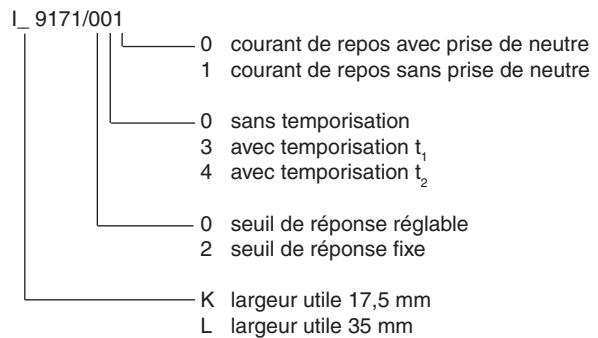 I_ 9171/001
0 courant de repos avec prise de neutre
1 courant de repos sans prise de neutre
0 sans temporisation
3 avec temporisation t₁
4 avec temporisation t₂
0 seuil de réponse réglable
2 seuil de réponse fixe
K largeur utile 17,5 mm
L largeur utile 35 mm